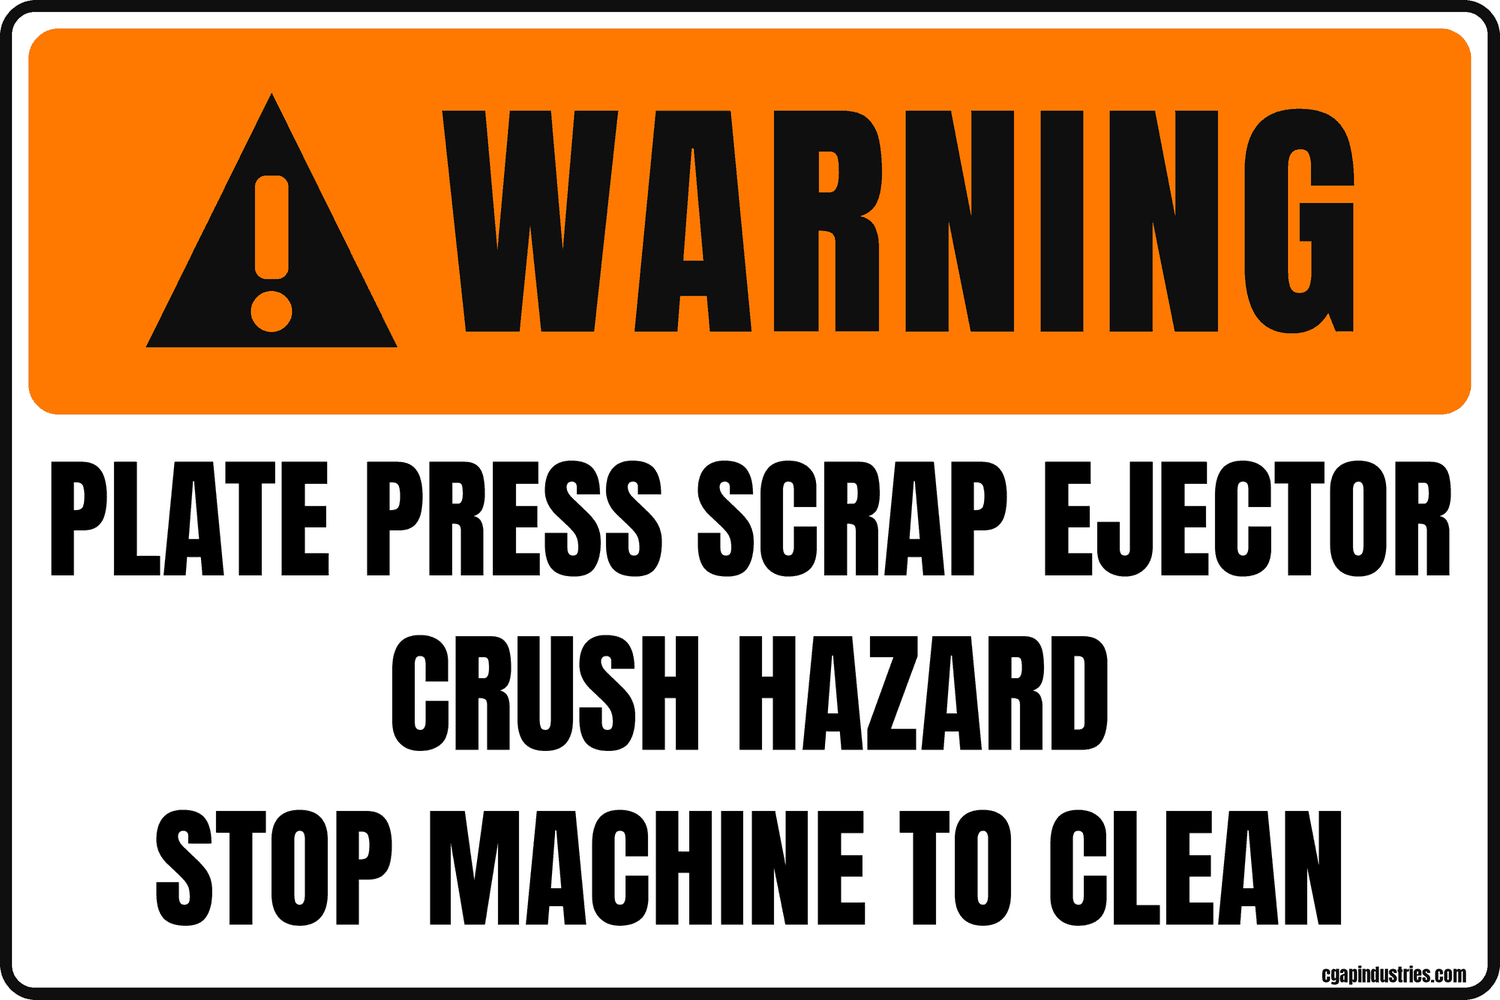 WARNING
PLATE PRESS SCRAP EJECTOR
CRUSH HAZARD
STOP MACHINE TO CLEAN
cgapindustries.com